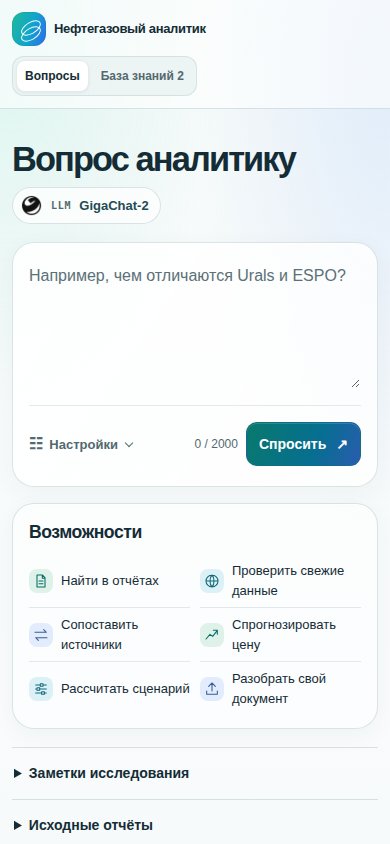 Нефтегазовый аналитик
Вопросы База знаний 2
Вопрос аналитику
LLM GigaChat-2
Например, чем отличаются Urals и ESPO?
Настройки 0 / 2000 Спросить ↗
Возможности
Найти в отчётах
Проверить свежие
данные
Сопоставить
источники
Спрогнозировать
цену
Рассчитать сценарий
Разобрать свой
документ
Заметки исследования
Исходные отчёты